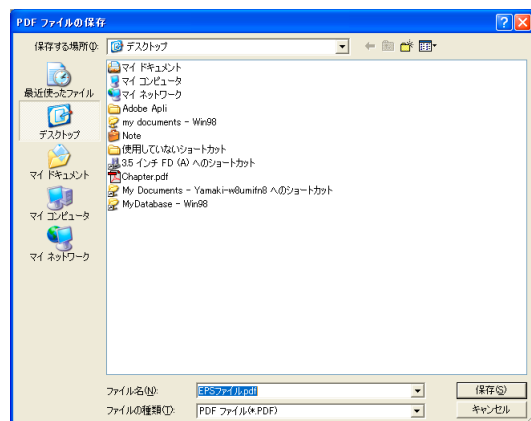 PDF ファイルの保存
保存する場所(I):
デスクトップ
最近使ったファイル
デスクトップ
マイ ドキュメント
マイ コンピュータ
マイ ネットワーク
マイ ドキュメント
マイ コンピュータ
マイ ネットワーク
Adobe Apli
my documents - Win98
Note
使用していないショートカット
3.5 インチ FD (A) へのショートカット
Chapter.pdf
My Documents - Yamaki-w8umifn8 へのショートカット
MyDatabase - Win98
ファイル名(N):
EPSファイル.pdf
保存(S)
ファイルの種類(T):
PDF ファイル(*.PDF)
キャンセル